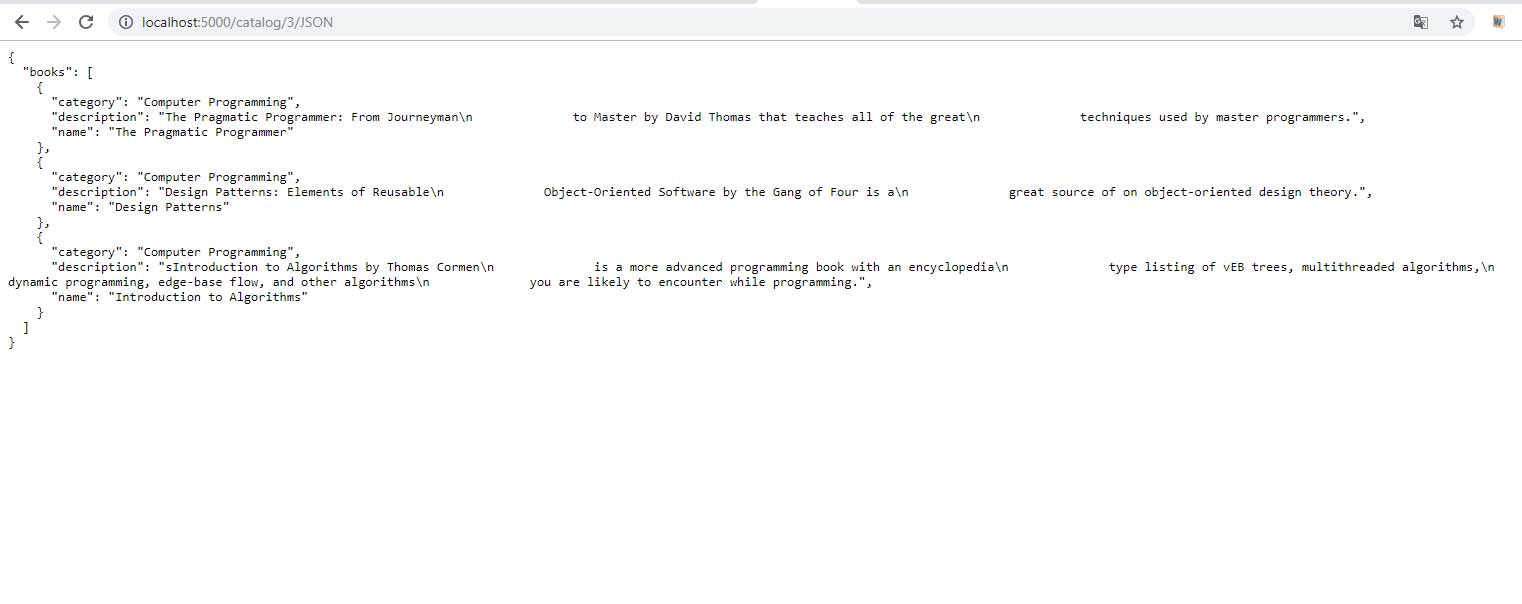 localhost:5000/catalog/3/JSON
{
  "books": [
    {
      "category": "Computer Programming",
      "description": "The Pragmatic Programmer: From Journeyman\n              to Master by David Thomas that teaches all of the great\n              techniques used by master programmers.",
      "name": "The Pragmatic Programmer"
    },
    {
      "category": "Computer Programming",
      "description": "Design Patterns: Elements of Reusable\n              Object-Oriented Software by the Gang of Four is a\n              great source of on object-oriented design theory.",
      "name": "Design Patterns"
    },
    {
      "category": "Computer Programming",
      "description": "sIntroduction to Algorithms by Thomas Cormen\n              is a more advanced programming book with an encyclopedia\n              type listing of vEB trees, multithreaded algorithms,\n
dynamic programming, edge-base flow, and other algorithms\n              you are likely to encounter while programming.",
      "name": "Introduction to Algorithms"
    }
  ]
}